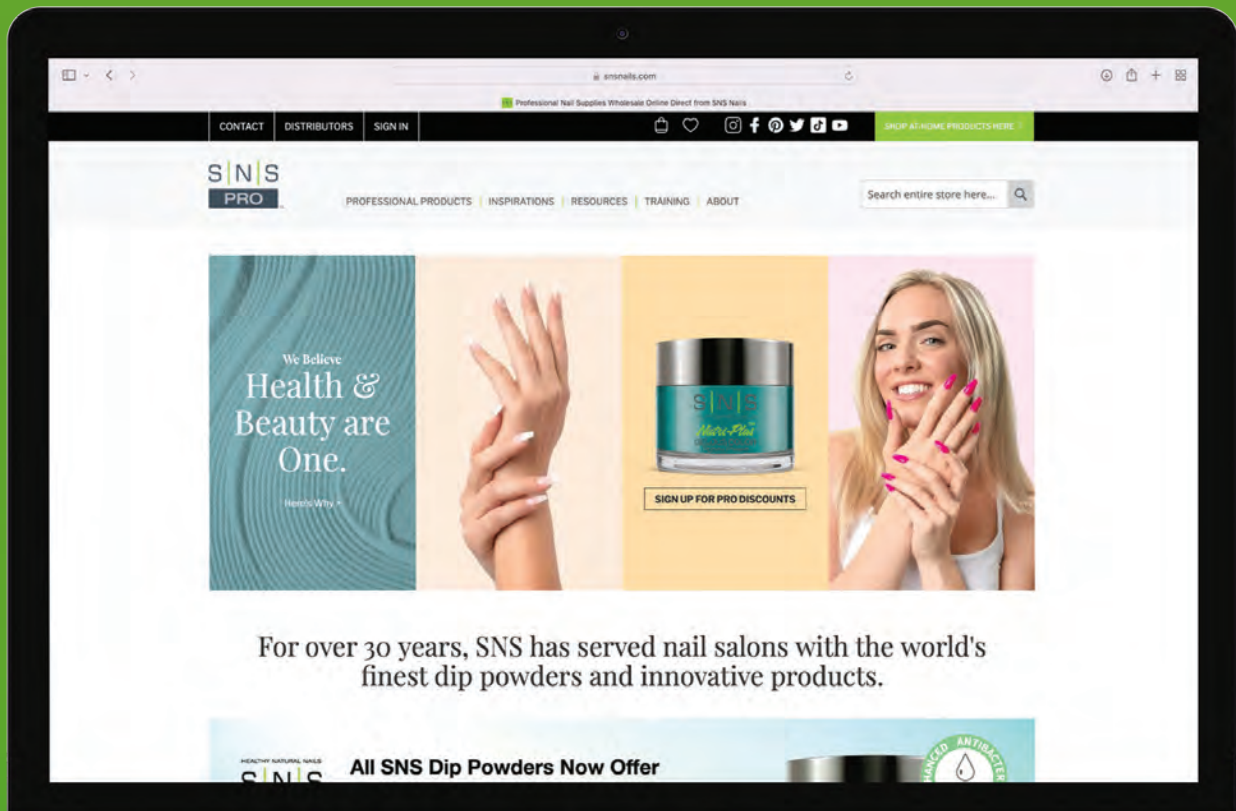 snsnails.com
Professional Nail Supplies Wholesale Online Direct from SNS Nails
CONTACT DISTRIBUTORS SIGN IN
SHOP AT-HOME PRODUCTS HERE
S|N|S
PRO
PROFESSIONAL PRODUCTS | INSPIRATIONS | RESOURCES | TRAINING | ABOUT
Search entire store here...
We Believe
Health &
Beauty are
One.
Here's Why
S|N|S
Nutri-Plus
SIGN UP FOR PRO DISCOUNTS
For over 30 years, SNS has served nail salons with the world's
finest dip powders and innovative products.
HEALTHY NATURAL NAILS
S|N|S
All SNS Dip Powders Now Offer